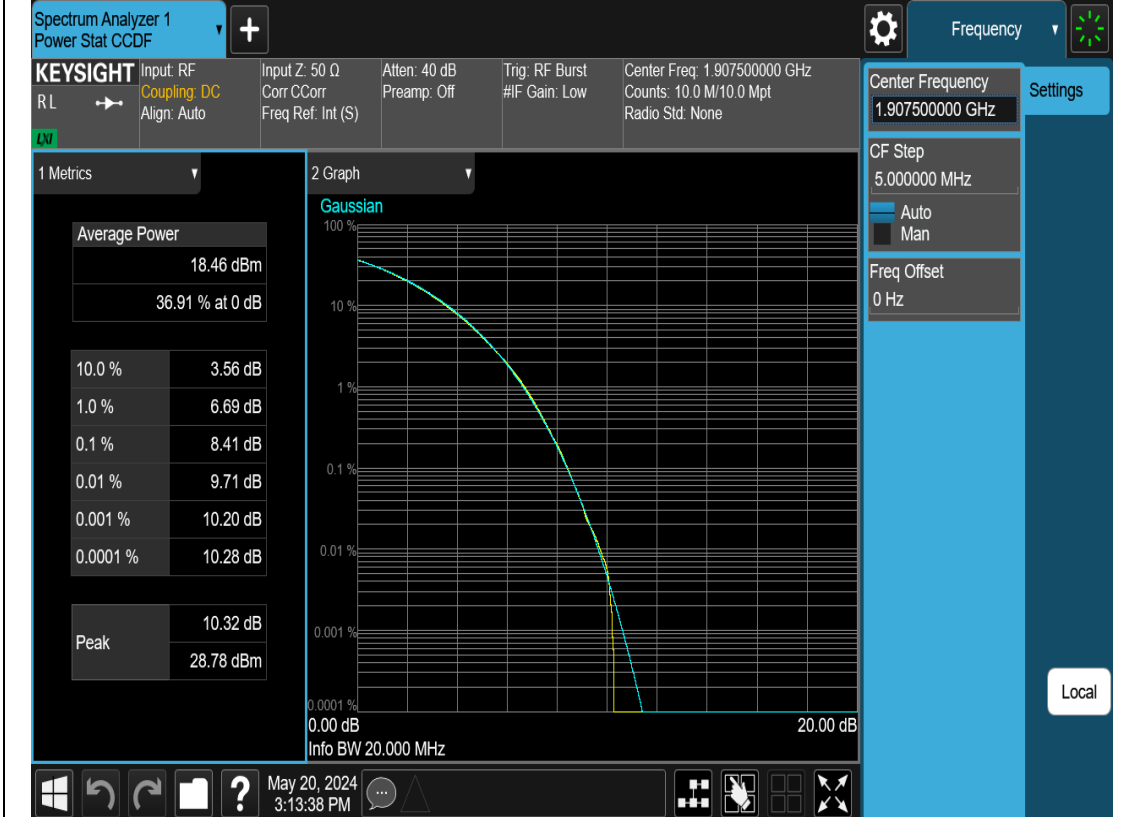 Spectrum Analyzer 1
Power Stat CCDF
+
Frequency
KEYSIGHT
RL
LXI
Input: RF
Coupling: DC
Align: Auto
Input Z: 50 Ω
Corr CCorr
Freq Ref: Int (S)
Atten: 40 dB
Preamp: Off
Trig: RF Burst
#IF Gain: Low
Center Freq: 1.907500000 GHz
Counts: 10.0 M/10.0 Mpt
Radio Std: None
Center Frequency
1.907500000 GHz
Settings
CF Step
5.000000 MHz
Auto
Man
Freq Offset
0 Hz
1 Metrics
Average Power
18.46 dBm
36.91 % at 0 dB
10.0 % 3.56 dB
1.0 % 6.69 dB
0.1 % 8.41 dB
0.01 % 9.71 dB
0.001 % 10.20 dB
0.0001 % 10.28 dB
Peak
10.32 dB
28.78 dBm
2 Graph
Gaussian
100 %
10 %
1 %
0.1 %
0.01 %
0.001 %
0.0001 %
0.00 dB 20.00 dB
Info BW 20.000 MHz
Local
?
May 20, 2024
3:13:38 PM